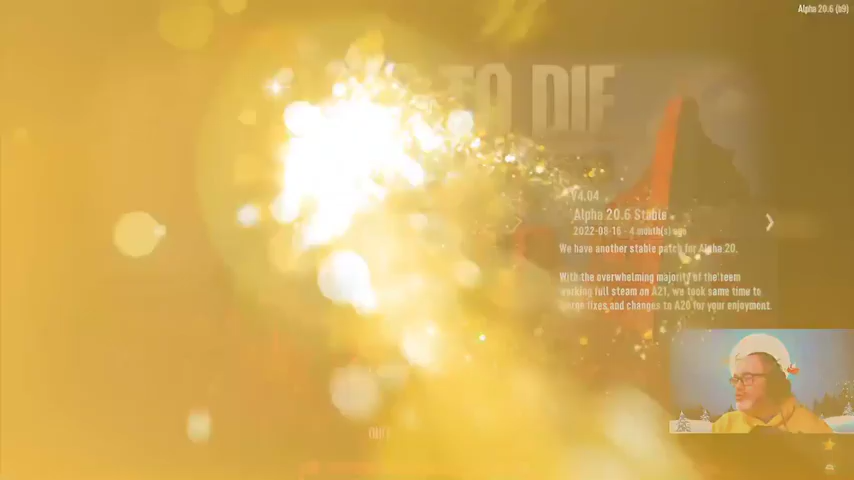 Alpha 20.6 (b9)
TO DIE
V4.04
Alpha 20.6 Stable
2022-08-16 - 4 month(s) ago
We have another stable patch for Alpha 20.
With the overwhelming majority of the team
working full steam on A21, we took some time to
merge fixes and changes to A20 for your enjoyment.